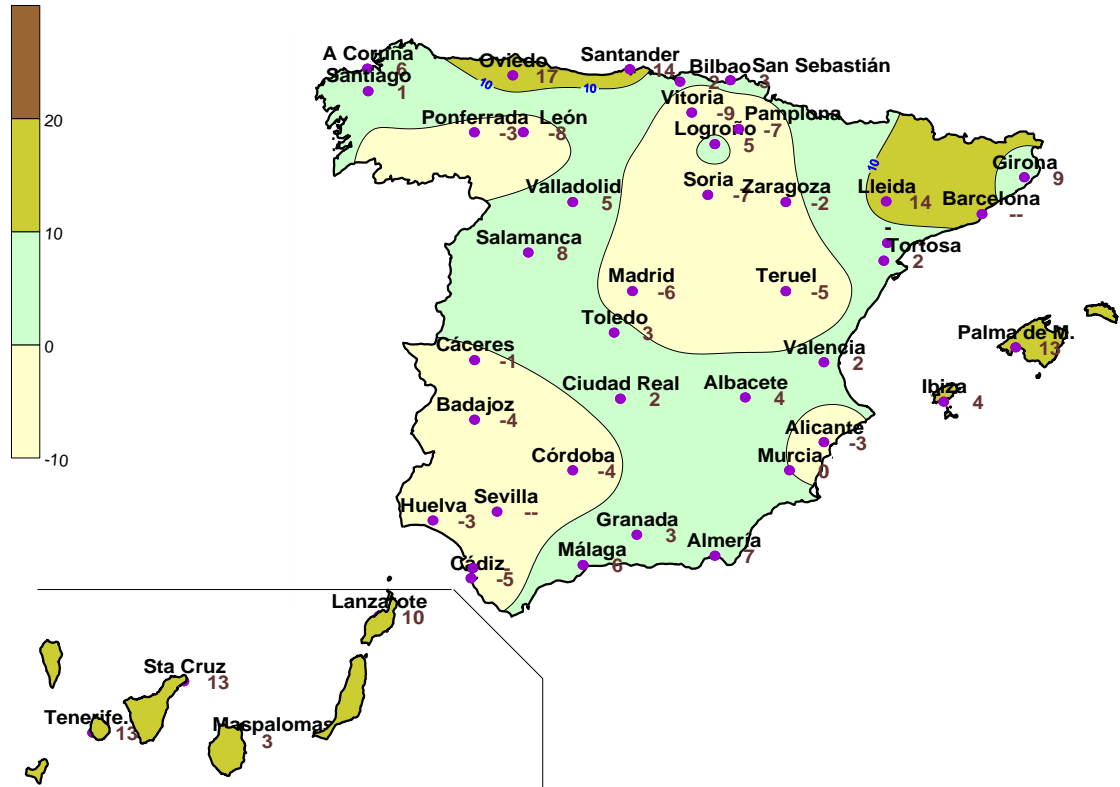 A Coruña
6
Santiago
1
Oviedo
17
Santander
14
Bilbao
2
San Sebastián
3
10
10
20
Vitoria
-9
Pamplona
-7
Ponferrada
-3
León
-8
Logroño
5
10
Girona
9
Valladolid
5
Soria
-7
Zaragoza
-2
Lleida
14
Barcelona
--
10
Salamanca
8
-
Tortosa
2
Madrid
-6
Teruel
-5
Toledo
3
Palma de M.
13
0
Cáceres
-1
Valencia
2
Ciudad Real
2
Albacete
4
Ibiza
4
Badajoz
-4
Alicante
-3
-10
Córdoba
-4
Murcia
0
Huelva
-3
Sevilla
--
Granada
3
Almería
7
Cádiz
-
-5
Málaga
6
Lanzarote
10
Sta Cruz
13
Tenerife.
13
Maspalomas
3